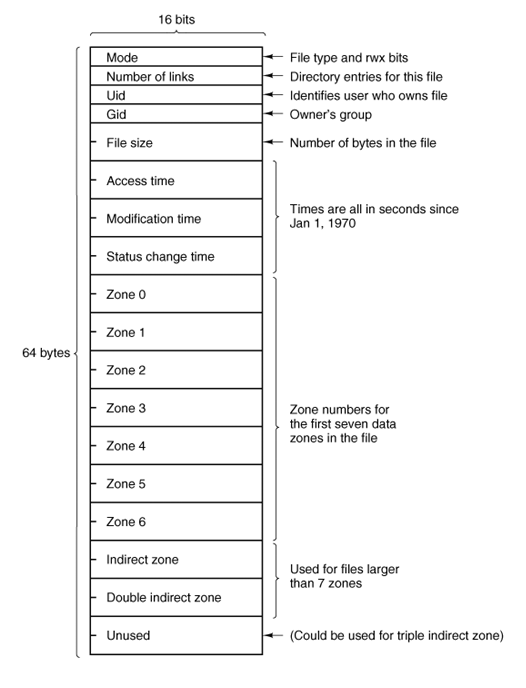 16 bits
Mode
File type and rwx bits
Number of links
Directory entries for this file
Uid
Identifies user who owns file
Gid
Owner's group
File size
Number of bytes in the file
Access time
Modification time
Times are all in seconds since
Jan 1, 1970
Status change time
Zone 0
Zone 1
64 bytes
Zone 2
Zone 3
Zone numbers for
the first seven data
zones in the file
Zone 4
Zone 5
Zone 6
Indirect zone
Used for files larger
than 7 zones
Double indirect zone
Unused
(Could be used for triple indirect zone)